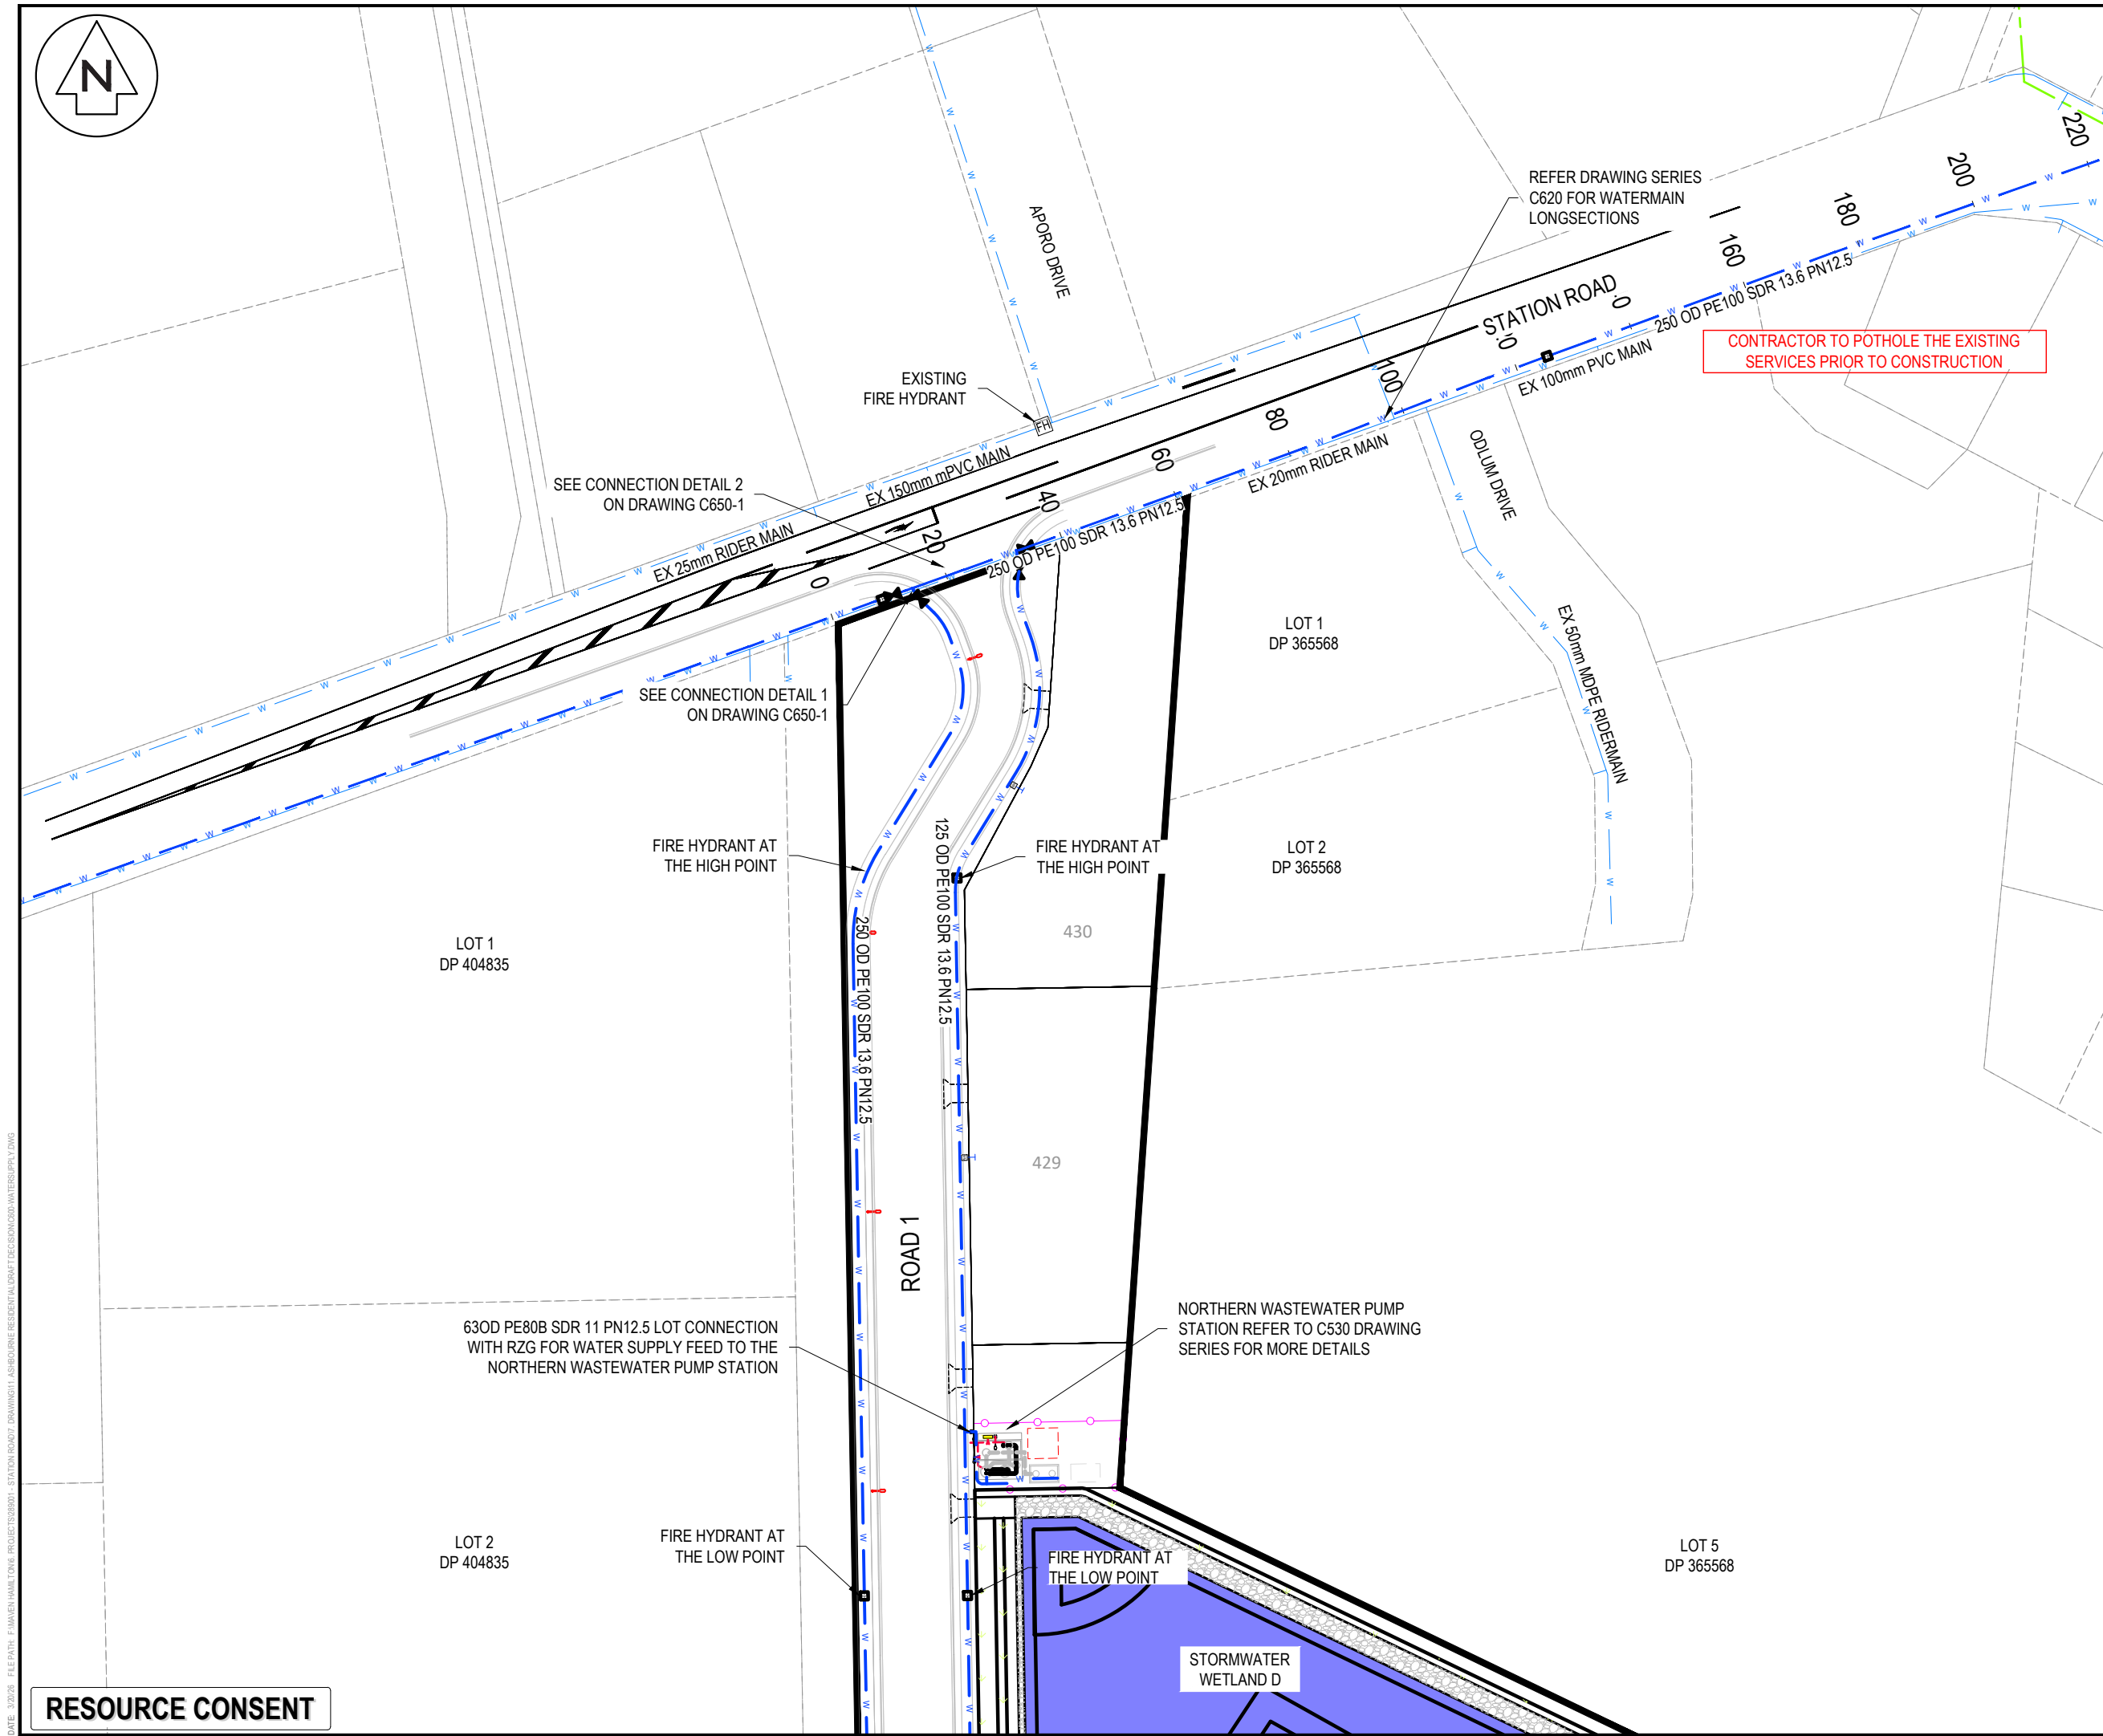 N
220
200
180
160
REFER DRAWING SERIES
C620 FOR WATERMAIN
LONGSECTIONS
APORO DRIVE
STATION ROAD
250 OD PE100 SDR 13.6 PN12.5
CONTRACTOR TO POTHOLE THE EXISTING
SERVICES PRIOR TO CONSTRUCTION
EX 100mm PVC MAIN
100
80
60
40
20
0
EXISTING
FIRE HYDRANT
FH
EX 150mm mPVC MAIN
EX 20mm RIDER MAIN
ODLUM DRIVE
SEE CONNECTION DETAIL 2
ON DRAWING C650-1
EX 25mm RIDER MAIN
250 OD PE100 SDR 13.6 PN12.5
EX 50mm MDPE RIDERMAIN
LOT 1
DP 365568
SEE CONNECTION DETAIL 1
ON DRAWING C650-1
FIRE HYDRANT AT
THE HIGH POINT
125 OD PE100 SDR 13.6 PN12.5
FIRE HYDRANT AT
THE HIGH POINT
LOT 2
DP 365568
250 OD PE100 SDR 13.6 PN12.5
430
LOT 1
DP 404835
429
ROAD 1
63OD PE80B SDR 11 PN12.5 LOT CONNECTION
WITH RZG FOR WATER SUPPLY FEED TO THE
NORTHERN WASTEWATER PUMP STATION
NORTHERN WASTEWATER PUMP
STATION REFER TO C530 DRAWING
SERIES FOR MORE DETAILS
LOT 2
DP 404835
FIRE HYDRANT AT
THE LOW POINT
FIRE HYDRANT AT
THE LOW POINT
LOT 5
DP 365568
STORMWATER
WETLAND D
RESOURCE CONSENT